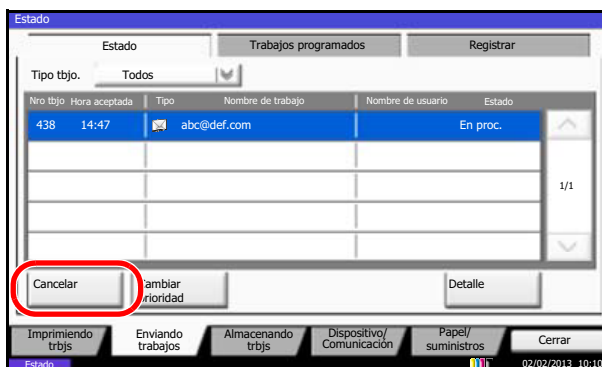 Estado
Estado Trabajos programados Registrar
Tipo tbjo. Todos
Nro tbjo Hora aceptada Tipo Nombre de trabajo Nombre de usuario Estado
438 14:47 abc@def.com En proc.
1/1
Cancelar Cambiar prioridad Detalle
Imprimiendo trbjs Enviando trabajos Almacenando trbjs Dispositivo/ Comunicación Papel/ suministros Cerrar
Estado 02/02/2013 10:10